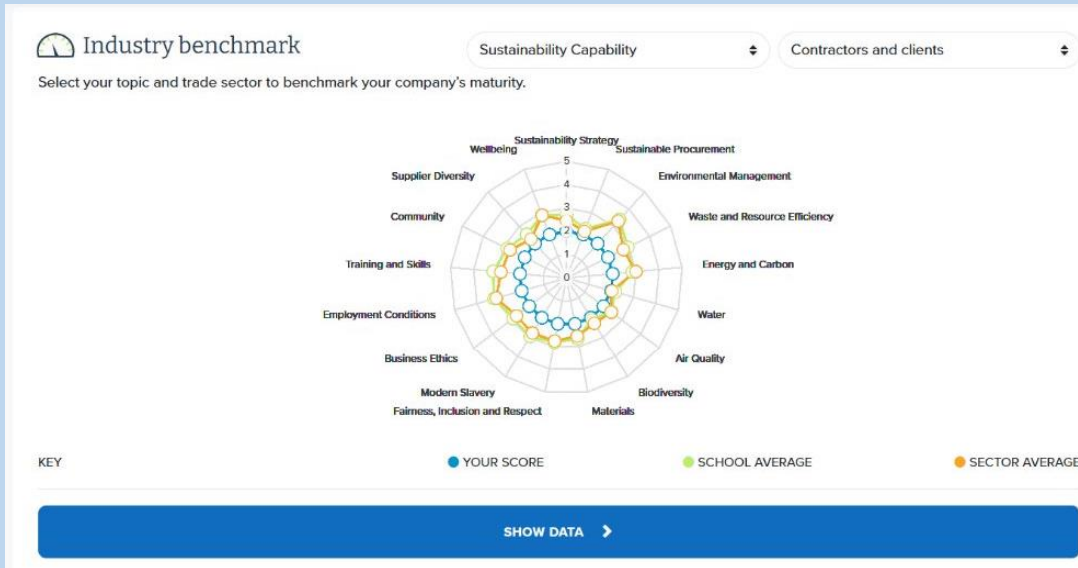 Industry benchmark
Sustainability Capability
Contractors and clients
Select your topic and trade sector to benchmark your company's maturity.
Sustainability Strategy
Wellbeing
Sustainable Procurement
Supplier Diversity
Environmental Management
Community
Waste and Resource Efficiency
Training and Skills
Energy and Carbon
Employment Conditions
Water
Business Ethics
Air Quality
Modern Slavery
Biodiversity
Fairness, Inclusion and Respect
Materials
5
4
3
2
1
0
KEY
YOUR SCORE
SCHOOL AVERAGE
SECTOR AVERAGE
SHOW DATA